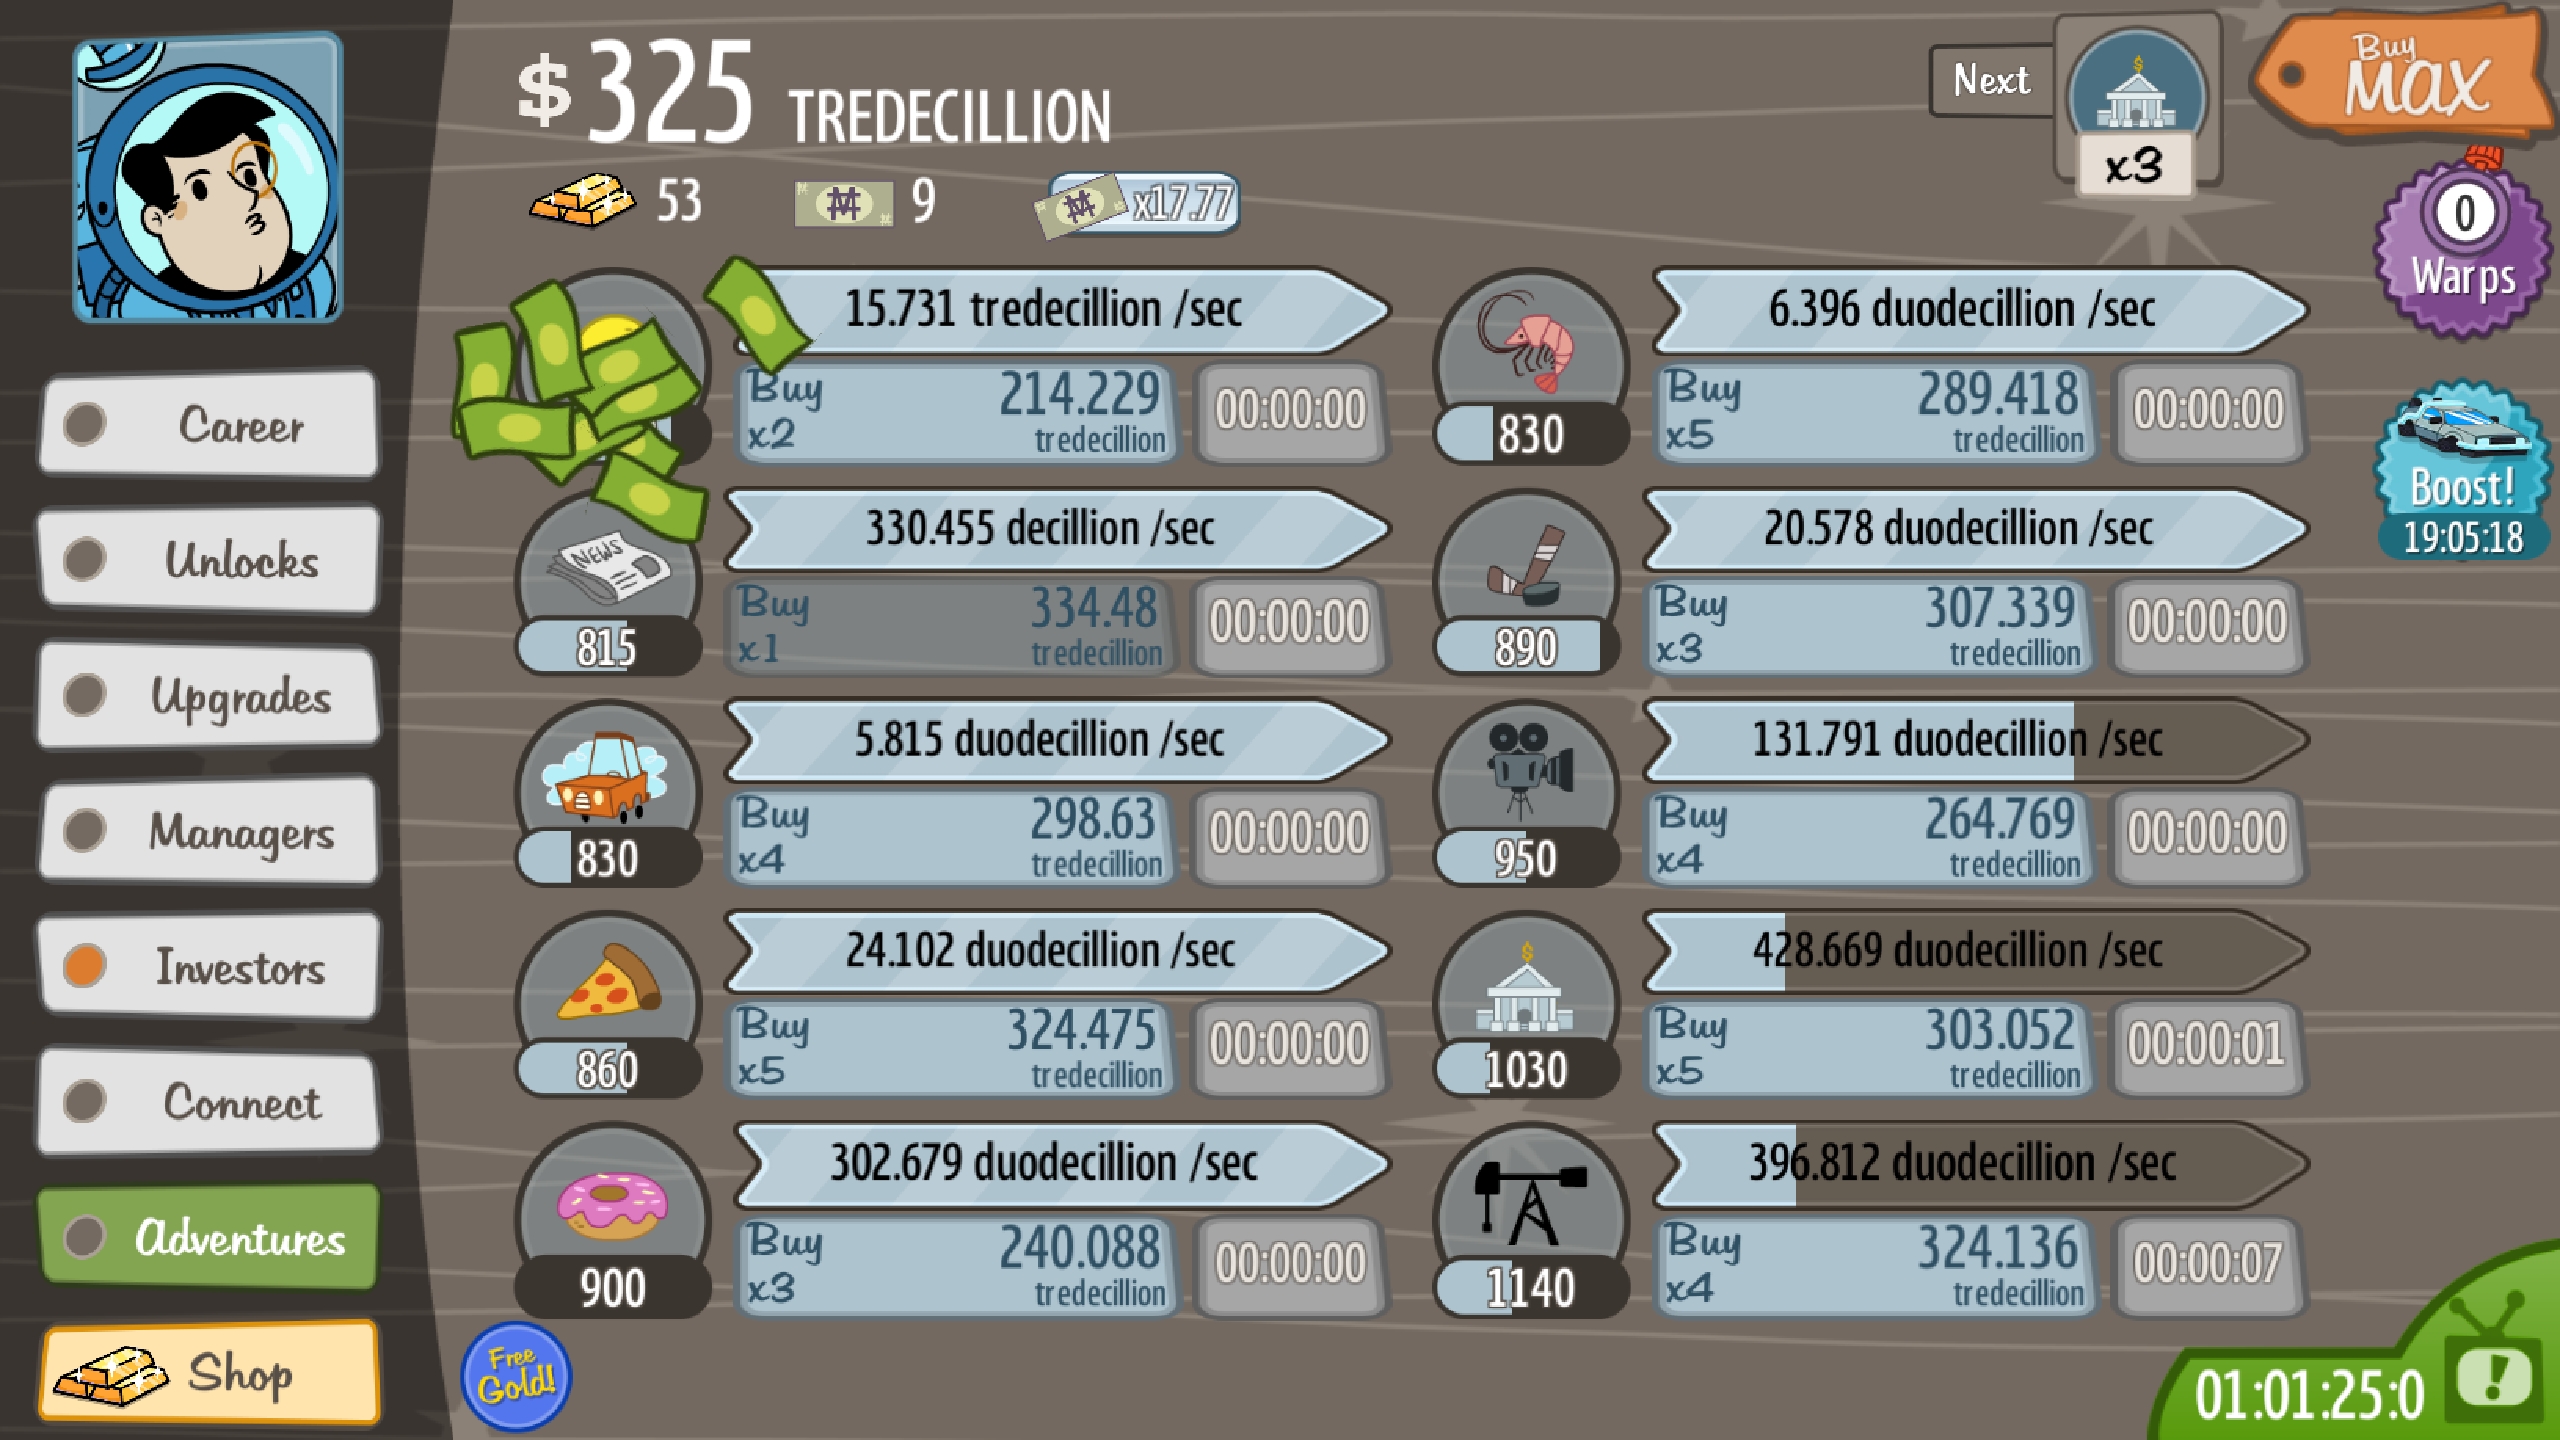 $325 TREDECILLION
53
9
x17.77
Next
x3
Buy
MAX
0
Warps
Boost!
19:05:18
Career
Unlocks
Upgrades
Managers
Investors
Connect
Adventures
Shop
15.731 tredecillion /sec
Buy
x2
214.229
tredecillion
00:00:00
6.396 duodecillion /sec
830
Buy
x5
289.418
tredecillion
00:00:00
NEWS
330.455 decillion /sec
815
Buy
x1
334.48
tredecillion
00:00:00
20.578 duodecillion /sec
890
Buy
x3
307.339
tredecillion
00:00:00
5.815 duodecillion /sec
830
Buy
x4
298.63
tredecillion
00:00:00
131.791 duodecillion /sec
950
Buy
x4
264.769
tredecillion
00:00:00
24.102 duodecillion /sec
860
Buy
x5
324.475
tredecillion
00:00:00
$
428.669 duodecillion /sec
1030
Buy
x5
303.052
tredecillion
00:00:01
302.679 duodecillion /sec
900
Buy
x3
240.088
tredecillion
00:00:00
396.812 duodecillion /sec
1140
Buy
x4
324.136
tredecillion
00:00:07
Free
Gold!
01:01:25:0
!